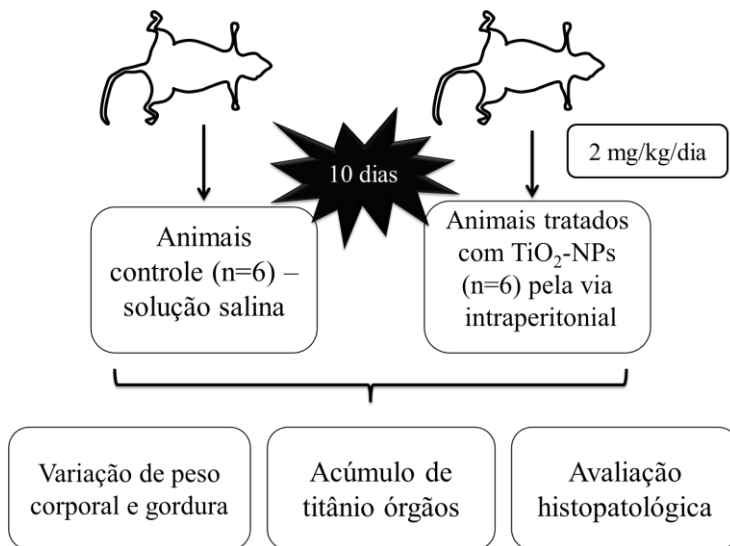 10 dias
2 mg/kg/dia
Animais
controle (n=6) –
solução salina
Animais tratados
com TiO₂-NPs
(n=6) pela via
intraperitonial
Variação de peso
corporal e gordura
Acúmulo de
titânio órgãos
Avaliação
histopatológica